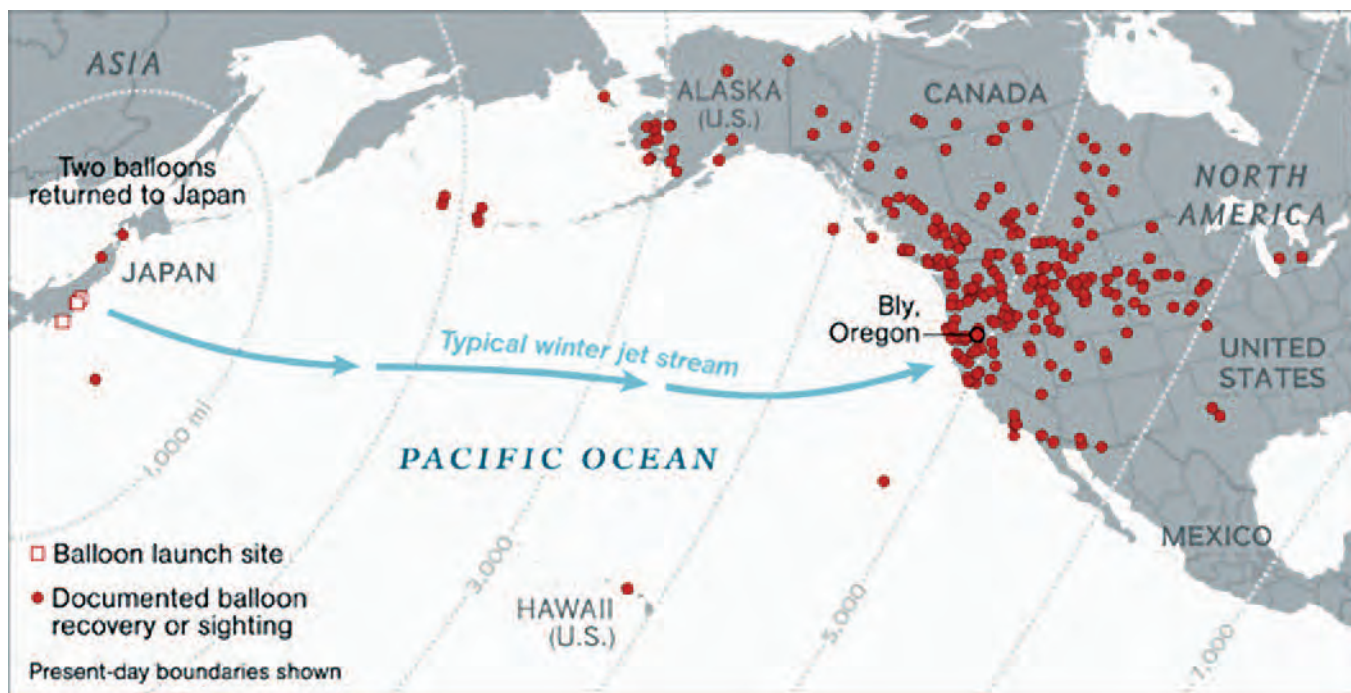 ASIA
ALASKA
(U.S.)
CANADA
Two balloons
returned to Japan
NORTH
AMERICA
JAPAN
Bly,
Oregon
Typical winter jet stream
UNITED
STATES
1,000 mi
PACIFIC OCEAN
MEXICO
Balloon launch site
3,000
HAWAII
(U.S.)
5,000
7,000
Documented balloon
recovery or sighting
Present-day boundaries shown